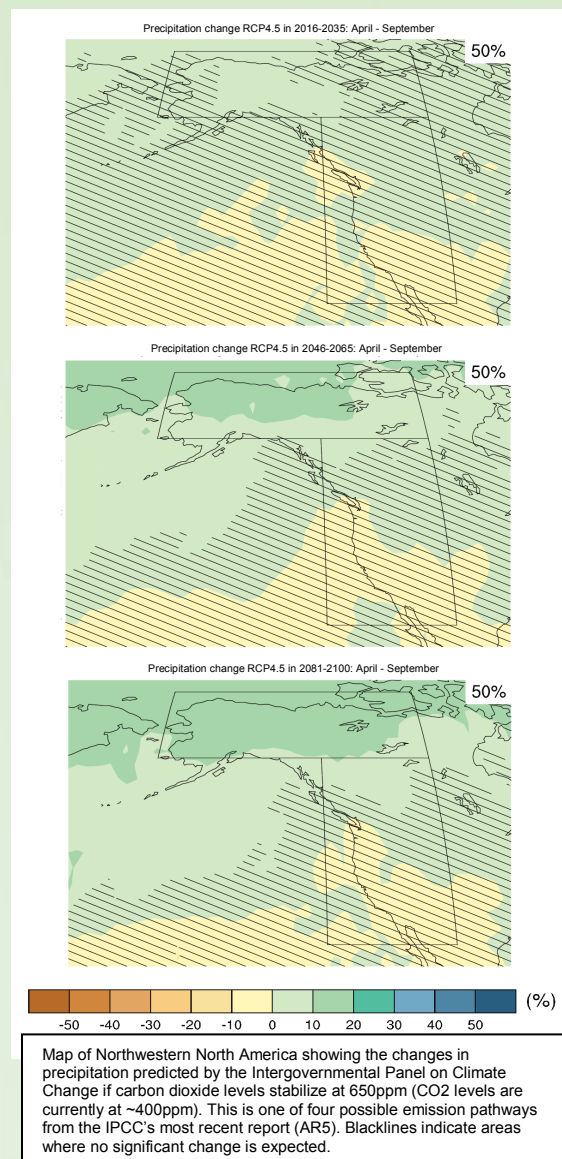 Precipitation change RCP4.5 in 2016-2035: April - September
50%
Precipitation change RCP4.5 in 2046-2065: April - September
50%
Precipitation change RCP4.5 in 2081-2100: April - September
50%
(%)
-50 -40 -30 -20 -10 0 10 20 30 40 50
Map of Northwestern North America showing the changes in
precipitation predicted by the Intergovernmental Panel on Climate
Change if carbon dioxide levels stabilize at 650ppm (CO2 levels are
currently at ~400ppm). This is one of four possible emission pathways
from the IPCC's most recent report (AR5). Blacklines indicate areas
where no significant change is expected.